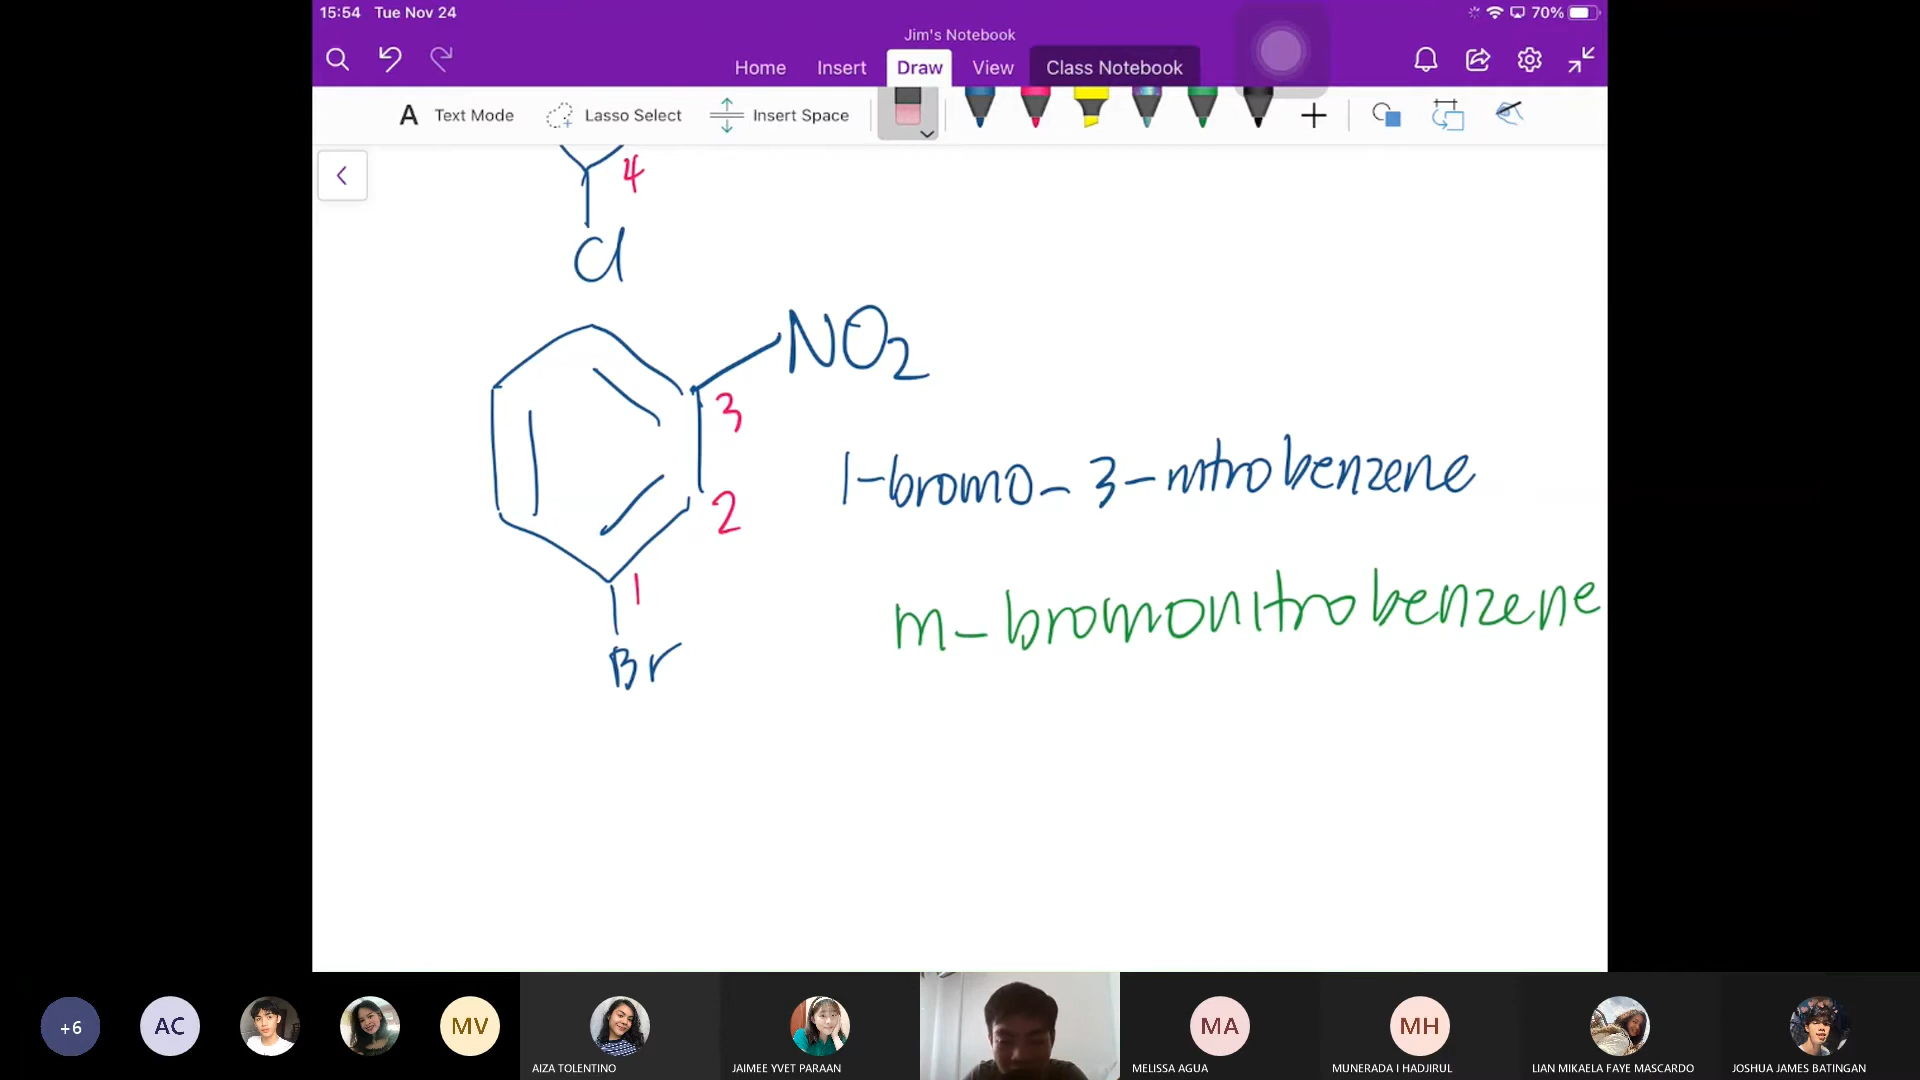 15:54 Tue Nov 24
70%
Jim's Notebook
Home Insert Draw View Class Notebook
A Text Mode Lasso Select Insert Space
4
Cl
NO2
3
1-bromo-3-nitrobenzene
2
1
m-bromonitrobenzene
Br
+6 AC MV MA MH
AIZA TOLENTINO JAIMEE YVET PARAAN MELISSA AGUA MUNERADA I HADJIRUL LIAN MIKAELA FAYE MASCARDO JOSHUA JAMES BATINGAN